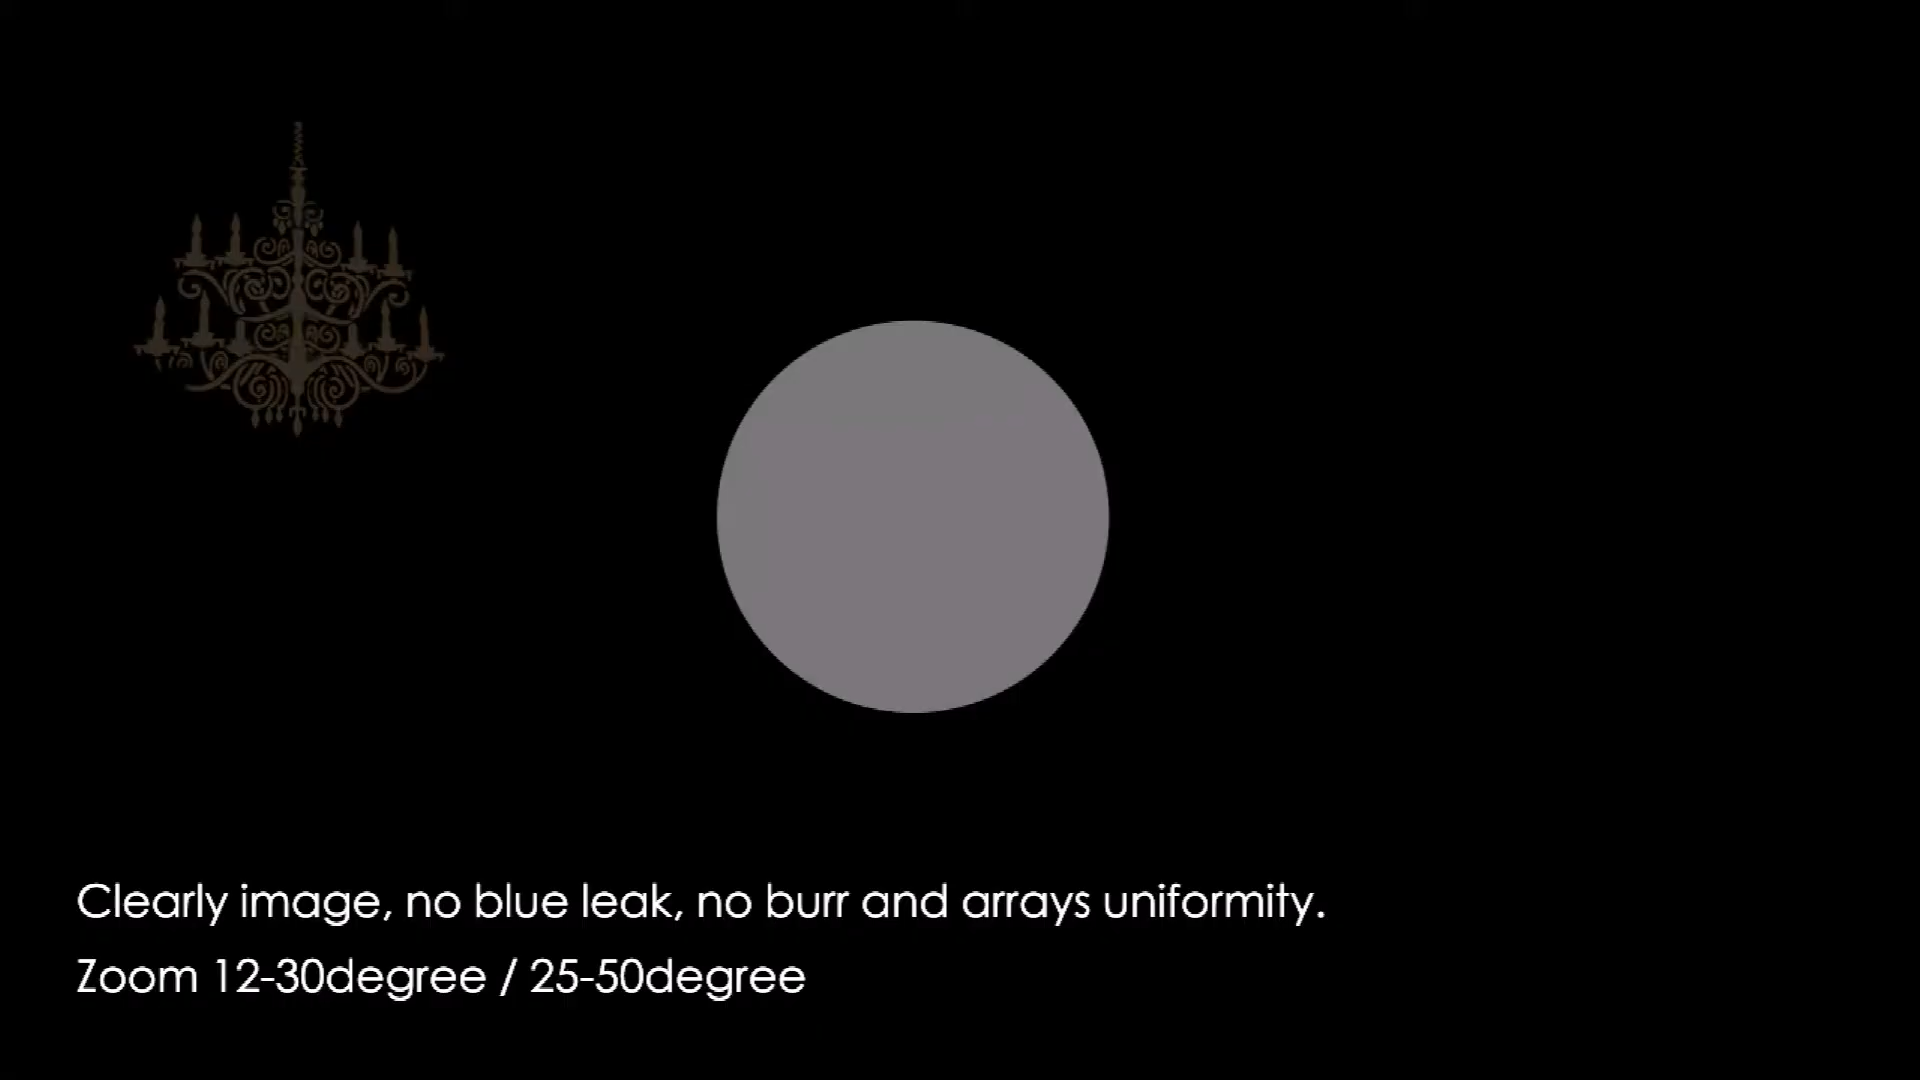 Clearly image, no blue leak, no burr and arrays uniformity.
Zoom 12-30degree / 25-50degree